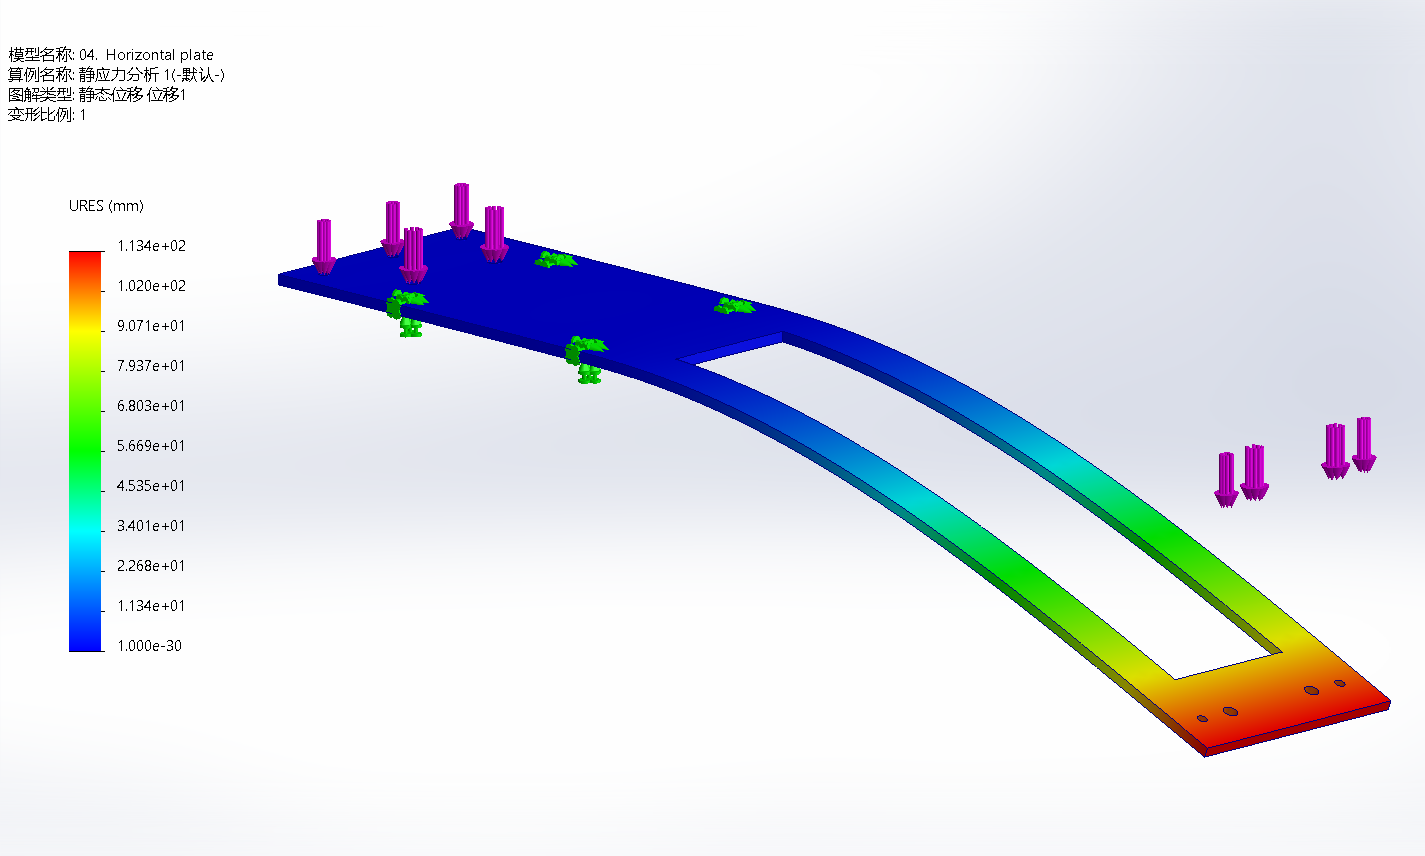 模型名称: 04. Horizontal plate
算例名称: 静应力分析 1(-默认-)
图解类型: 静态位移 位移1
变形比例: 1
URES (mm)
1.134e+02
1.020e+02
9.071e+01
7.937e+01
6.803e+01
5.669e+01
4.535e+01
3.401e+01
2.268e+01
1.134e+01
1.000e-30